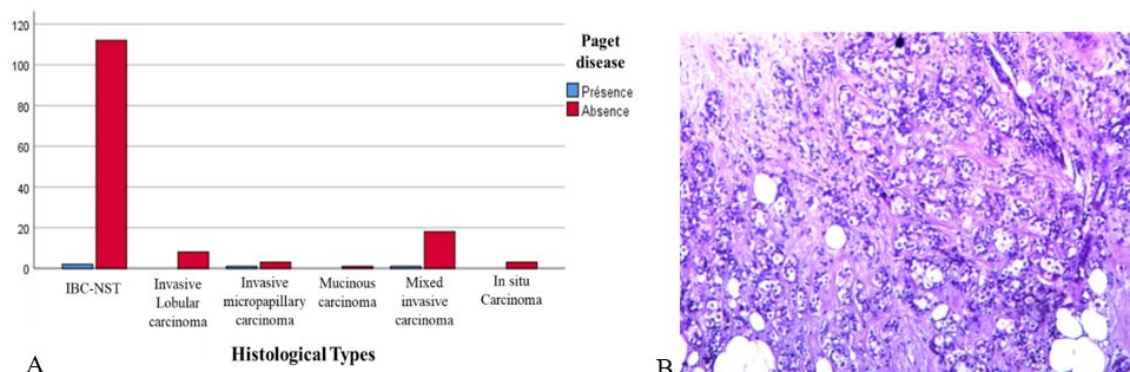 120
100
80
60
40
20
0
Paget
disease
Présence
Absence
IBC-NST
Invasive
Lobular
carcinoma
Invasive
micropapillary
carcinoma
Mucinous
carcinoma
Mixed
invasive
carcinoma
In situ
Carcinoma
Histological Types
A
B